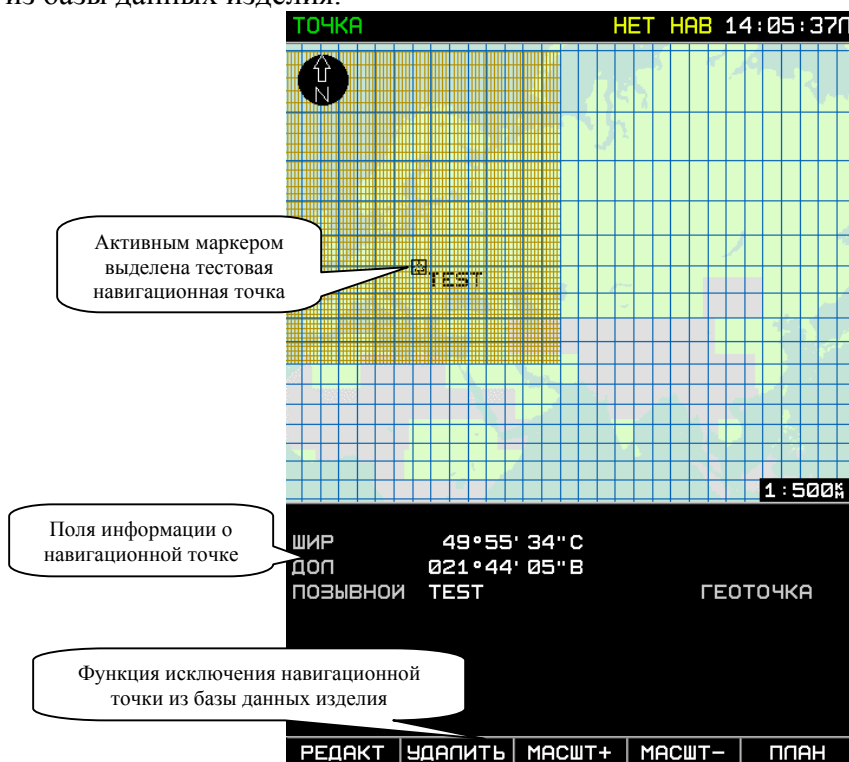 из базы данных изделия.
ТОЧКА НЕТ НАВ 14:05:37Л
N
Активным маркером
выделена тестовая
навигационная точка
TEST
1:500км
Поля информации о
навигационной точке
ШИР 49°55'34"С
ДОЛ 021°44'05"В
ПОЗЫВНОЙ TEST ГЕОТОЧКА
Функция исключения навигационной
точки из базы данных изделия
РЕДАКТ УДАЛИТЬ МАСШТ+ МАСШТ− ПЛАН